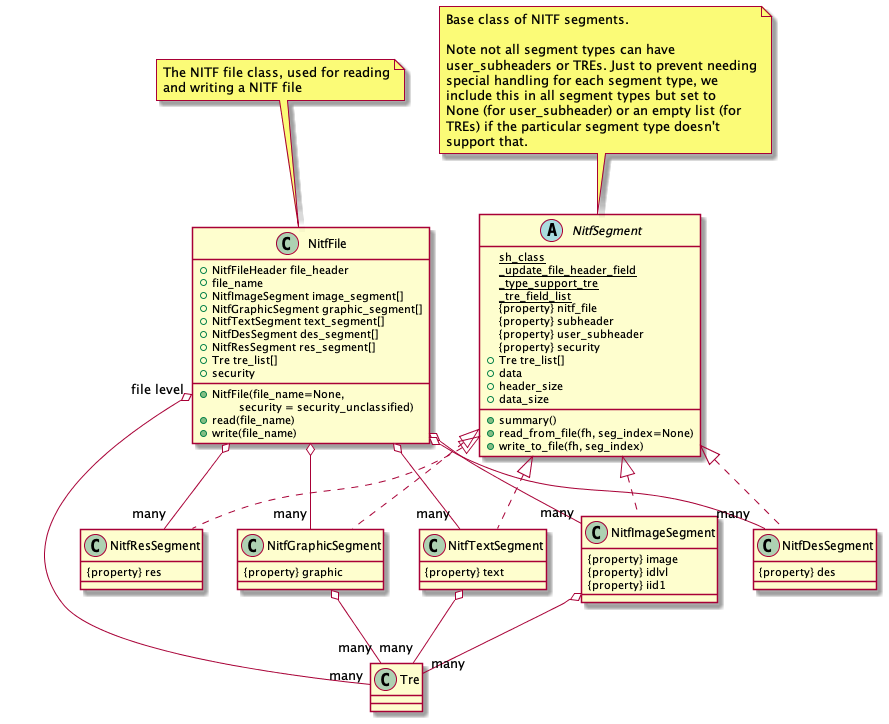 Base class of NITF segments.
Note not all segment types can have
user_subheaders or TREs. Just to prevent needing
special handling for each segment type, we
include this in all segment types but set to
None (for user_subheader) or an empty list (for
TREs) if the particular segment type doesn't
support that.
The NITF file class, used for reading
and writing a NITF file
C NitfFile
NitfFileHeader file_header
file_name
NitfImageSegment image_segment[]
NitfGraphicSegment graphic_segment[]
NitfTextSegment text_segment[]
NitfDesSegment des_segment[]
NitfResSegment res_segment[]
Tre tre_list[]
security
NitfFile(file_name=None,
security = security_unclassified)
read(file_name)
write(file_name)
A NitfSegment
sh_class
_update_file_header_field
_type_support_tre
_tre_field_list
{property} nitf_file
{property} subheader
{property} user_subheader
{property} security
Tre tre_list[]
data
header_size
data_size
summary()
read_from_file(fh, seg_index=None)
write_to_file(fh, seg_index)
file level
many
many
many
many
many
C NitfResSegment
{property} res
C NitfGraphicSegment
{property} graphic
C NitfTextSegment
{property} text
C NitfImageSegment
{property} image
{property} idlvl
{property} iid1
C NitfDesSegment
{property} des
many
many
many
many
C Tre